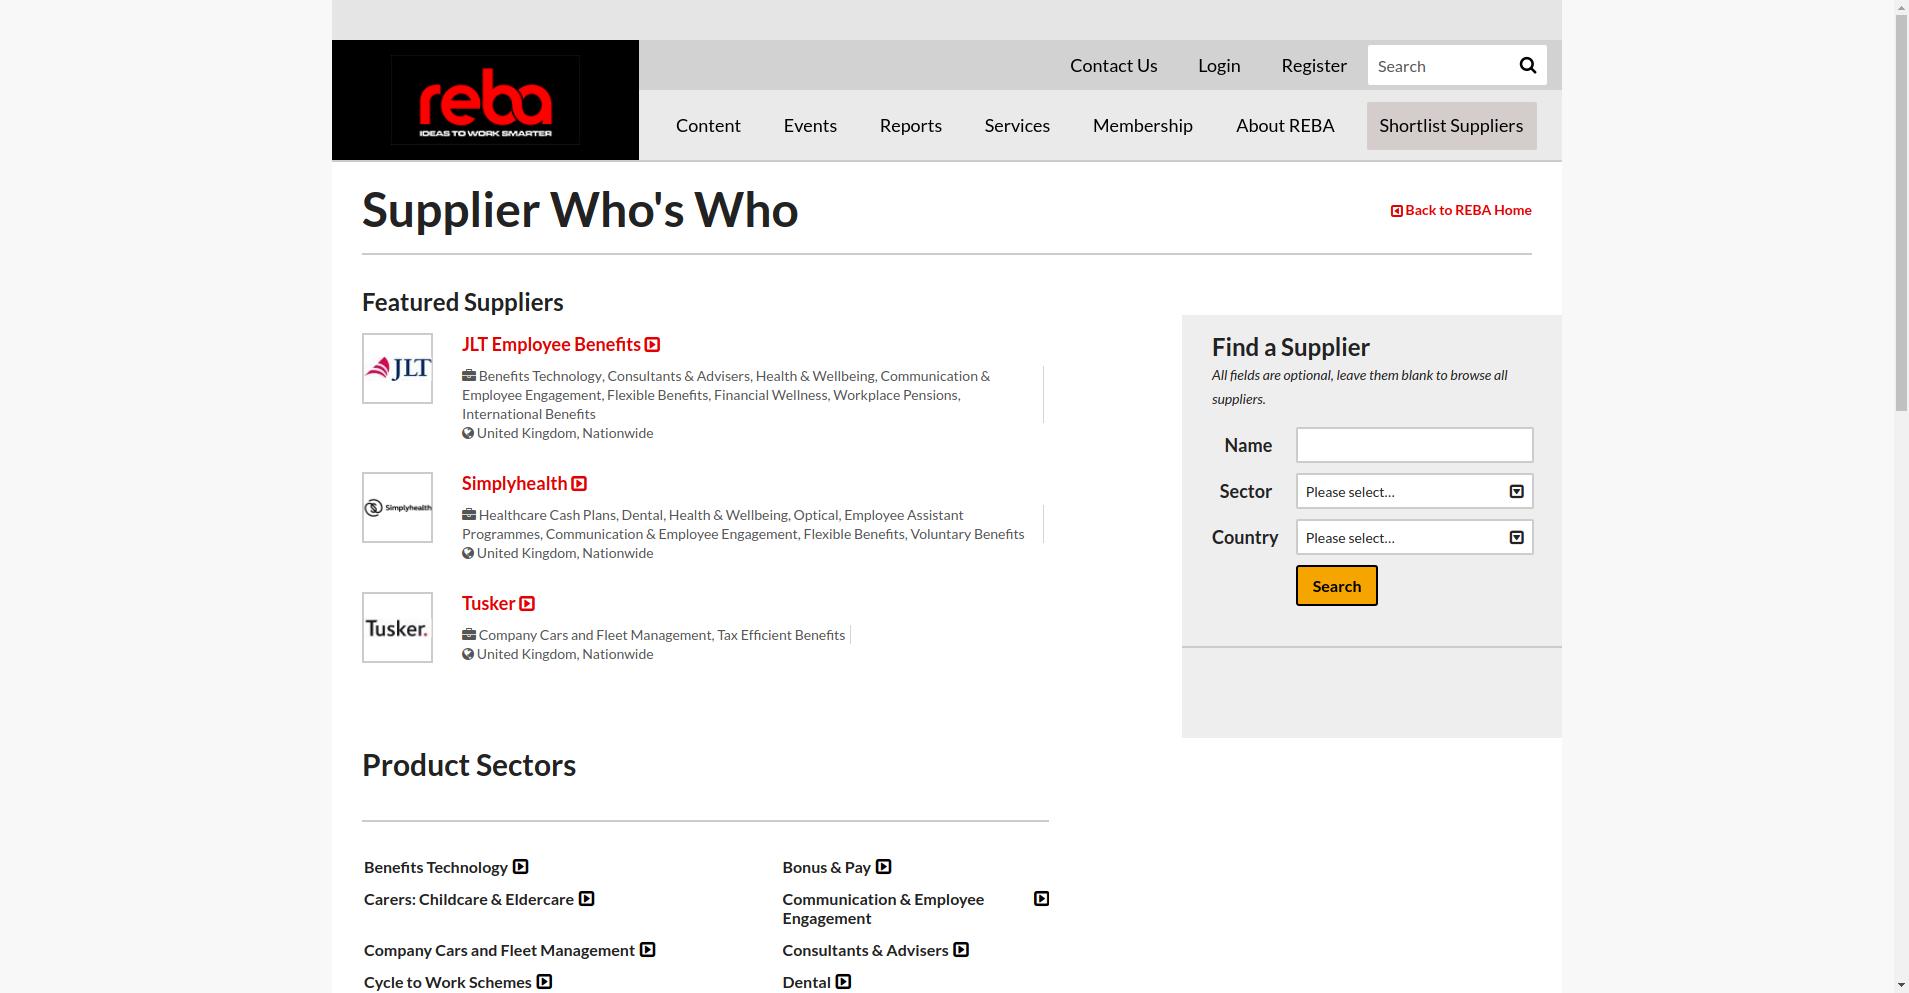 Contact Us
Login
Register
Search
reba
IDEAS TO WORK SMARTER
Content
Events
Reports
Services
Membership
About REBA
Shortlist Suppliers
Supplier Who's Who
Back to REBA Home
Featured Suppliers
JLT
JLT Employee Benefits
Benefits Technology, Consultants & Advisers, Health & Wellbeing, Communication &
Employee Engagement, Flexible Benefits, Financial Wellness, Workplace Pensions,
International Benefits
United Kingdom, Nationwide
Simplyhealth
Simplyhealth
Healthcare Cash Plans, Dental, Health & Wellbeing, Optical, Employee Assistant
Programmes, Communication & Employee Engagement, Flexible Benefits, Voluntary Benefits
United Kingdom, Nationwide
Tusker.
Tusker
Company Cars and Fleet Management, Tax Efficient Benefits
United Kingdom, Nationwide
Find a Supplier
All fields are optional, leave them blank to browse all
suppliers.
Name
Sector
Please select...
Country
Please select...
Search
Product Sectors
Benefits Technology
Bonus & Pay
Carers: Childcare & Eldercare
Communication & Employee
Engagement
Company Cars and Fleet Management
Consultants & Advisers
Cycle to Work Schemes
Dental